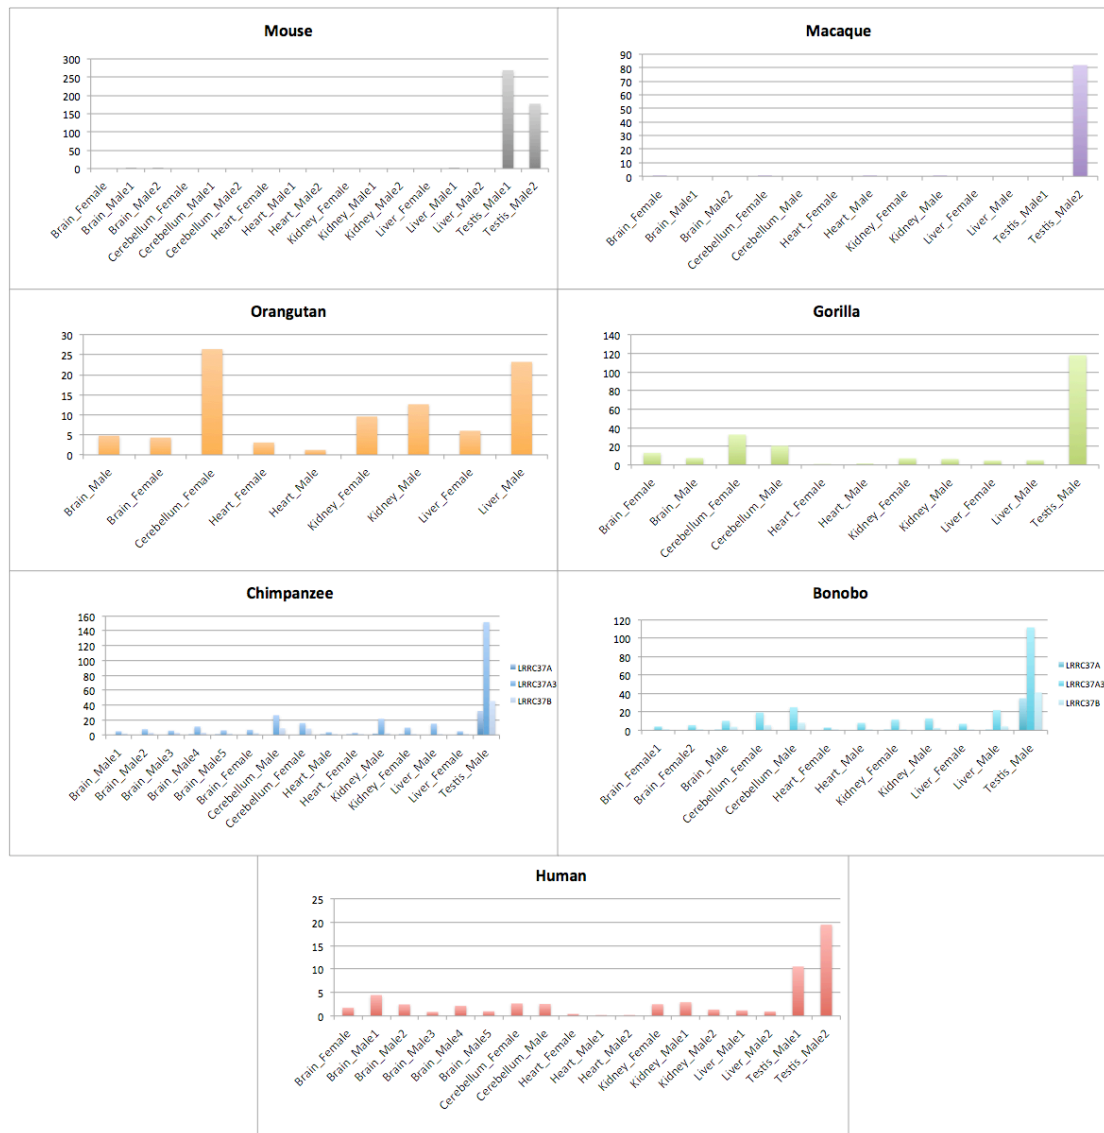 Mouse
300
250
200
150
100
50
0
Brain_Female
Brain_Male1
Brain_Male2
Cerebellum_Female
Cerebellum_Male1
Cerebellum_Male2
Heart_Female
Heart_Male1
Heart_Male2
Kidney_Female
Kidney_Male1
Kidney_Male2
Liver_Female
Liver_Male1
Liver_Male2
Testis_Male1
Testis_Male2
Macaque
90
80
70
60
50
40
30
20
10
0
Brain_Female
Brain_Male1
Brain_Male2
Cerebellum_Female
Cerebellum_Male
Heart_Female
Heart_Male
Kidney_Female
Kidney_Male
Liver_Female
Liver_Male
Testis_Male1
Testis_Male2
Orangutan
30
25
20
15
10
5
0
Brain_Male
Brain_Female
Cerebellum_Female
Heart_Female
Heart_Male
Kidney_Female
Kidney_Male
Liver_Female
Liver_Male
Gorilla
140
120
100
80
60
40
20
0
Brain_Female
Brain_Male
Cerebellum_Female
Cerebellum_Male
Heart_Female
Heart_Male
Kidney_Female
Kidney_Male
Liver_Female
Liver_Male
Testis_Male
Chimpanzee
160
140
120
100
80
60
40
20
0
Brain_Male1
Brain_Male2
Brain_Male3
Brain_Male4
Brain_Male5
Brain_Female
Cerebellum_Male
Cerebellum_Female
Heart_Male
Heart_Female
Kidney_Male
Kidney_Female
Liver_Male
Liver_Female
Testis_Male
LRRC37A
LRRC37A3
LRRC37B
Bonobo
120
100
80
60
40
20
0
Brain_Female1
Brain_Female2
Brain_Male
Cerebellum_Female
Cerebellum_Male
Heart_Female
Heart_Male
Kidney_Female
Kidney_Male
Liver_Female
Liver_Male
Testis_Male
LRRC37A
LRRC37A3
LRRC37B
Human
25
20
15
10
5
0
Brain_Female
Brain_Male1
Brain_Male2
Brain_Male3
Brain_Male4
Brain_Male5
Cerebellum_Female
Cerebellum_Male
Heart_Female
Heart_Male1
Heart_Male2
Kidney_Female
Kidney_Male1
Kidney_Male2
Liver_Male1
Liver_Male2
Testis_Male1
Testis_Male2